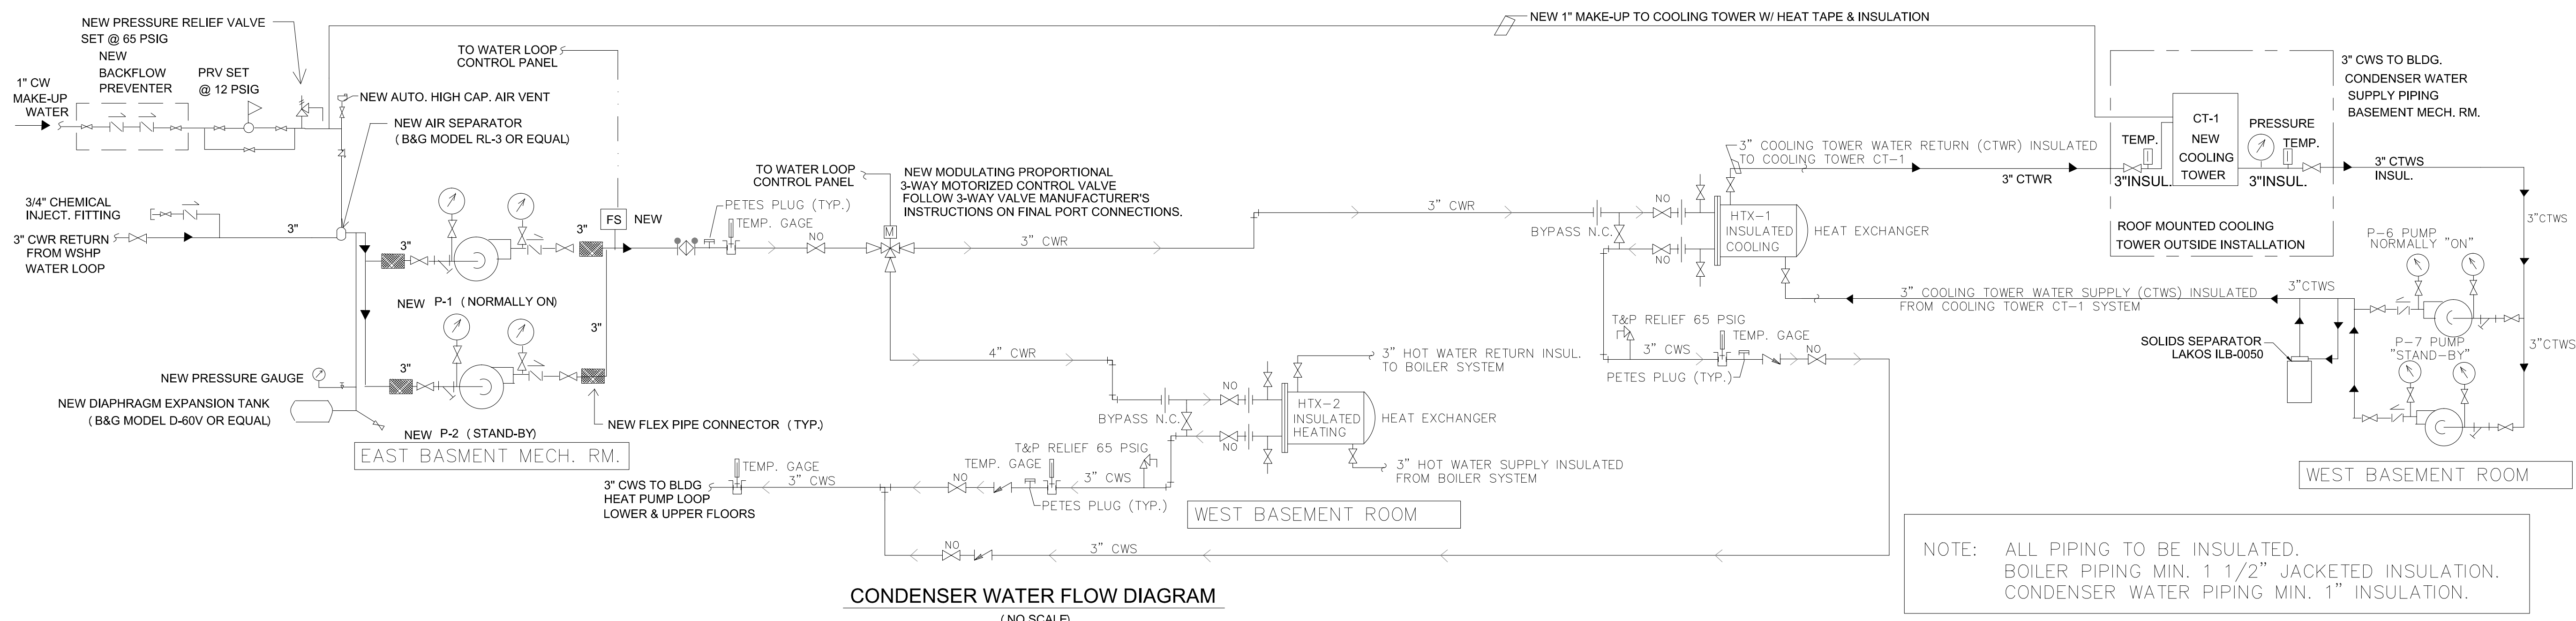 NEW PRESSURE RELIEF VALVE
SET @ 65 PSIG
NEW
BACKFLOW
PREVENTER
PRV SET
@ 12 PSIG
1" CW
MAKE-UP
WATER
TO WATER LOOP
CONTROL PANEL
NEW AUTO. HIGH CAP. AIR VENT
NEW AIR SEPARATOR
( B&G MODEL RL-3 OR EQUAL)
3/4" CHEMICAL
INJECT. FITTING
3" CWR RETURN
FROM WSHP
WATER LOOP
3"
3"
3"
FS
NEW
NEW P-1 ( NORMALLY ON)
3"
3"
NEW PRESSURE GAUGE
NEW DIAPHRAGM EXPANSION TANK
( B&G MODEL D-60V OR EQUAL)
NEW P-2 ( STAND-BY)
NEW FLEX PIPE CONNECTOR ( TYP.)
EAST BASMENT MECH. RM.
PETES PLUG (TYP.)
TEMP. GAGE
NO
TO WATER LOOP
CONTROL PANEL
M
NEW MODULATING PROPORTIONAL
3-WAY MOTORIZED CONTROL VALVE
FOLLOW 3-WAY VALVE MANUFACTURER'S
INSTRUCTIONS ON FINAL PORT CONNECTIONS.
3" CWR
3" CWR
4" CWR
NEW 1" MAKE-UP TO COOLING TOWER W/ HEAT TAPE & INSULATION
BYPASS N.C.
NO
NO
HTX-1
INSULATED
COOLING
HEAT EXCHANGER
3" COOLING TOWER WATER RETURN (CTWR) INSULATED
TO COOLING TOWER CT-1
3" CTWR
3" COOLING TOWER WATER SUPPLY (CTWS) INSULATED
FROM COOLING TOWER CT-1 SYSTEM
T&P RELIEF 65 PSIG
TEMP. GAGE
3" CWS
NO
PETES PLUG (TYP.)
3" HOT WATER RETURN INSUL.
TO BOILER SYSTEM
BYPASS N.C.
NO
NO
HTX-2
INSULATED
HEATING
HEAT EXCHANGER
3" HOT WATER SUPPLY INSULATED
FROM BOILER SYSTEM
T&P RELIEF 65 PSIG
TEMP. GAGE
3" CWS
NO
TEMP. GAGE
3" CWS
PETES PLUG (TYP.)
3" CWS TO BLDG
HEAT PUMP LOOP
LOWER & UPPER FLOORS
WEST BASEMENT ROOM
NO
3" CWS
TEMP.
3"INSUL.
CT-1
NEW
COOLING
TOWER
PRESSURE
TEMP.
3"INSUL.
ROOF MOUNTED COOLING
TOWER OUTSIDE INSTALLATION
3" CWS TO BLDG.
CONDENSER WATER
SUPPLY PIPING
BASEMENT MECH. RM.
3" CTWS
INSUL.
3"CTWS
P-6 PUMP
NORMALLY "ON"
3"CTWS
SOLIDS SEPARATOR
LAKOS ILB-0050
P-7 PUMP
"STAND-BY"
3"CTWS
WEST BASEMENT ROOM
NOTE: ALL PIPING TO BE INSULATED.
BOILER PIPING MIN. 1 1/2" JACKETED INSULATION.
CONDENSER WATER PIPING MIN. 1" INSULATION.
CONDENSER WATER FLOW DIAGRAM
( NO SCALE)